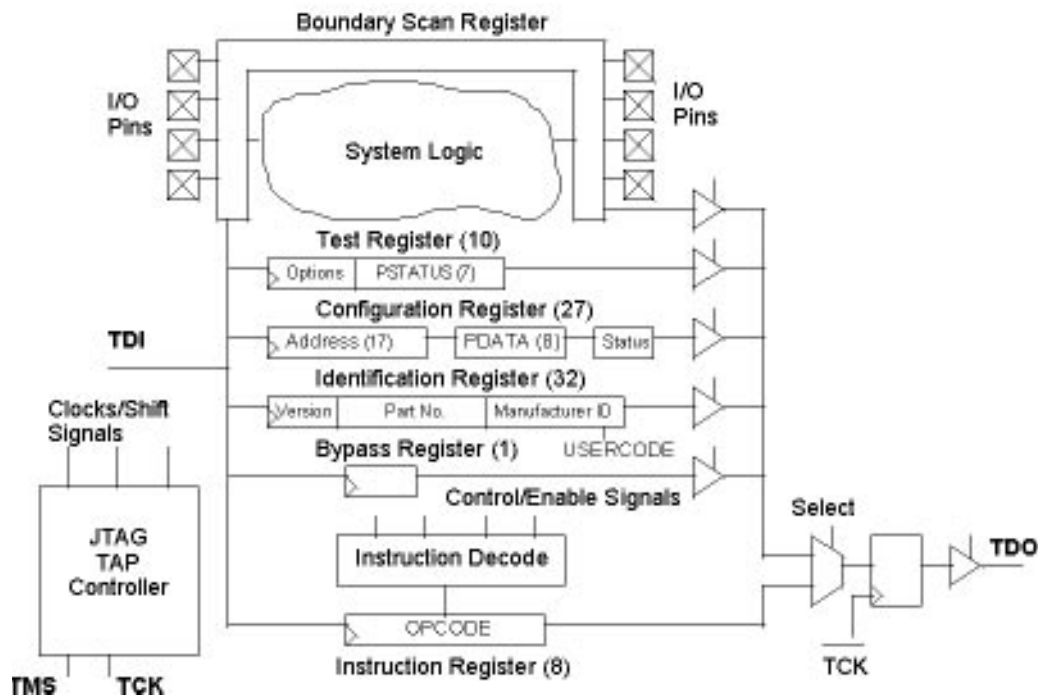 Boundary Scan Register
I/O
Pins
I/O
Pins
System Logic
Test Register (10)
Options
PSTATUS (7)
Configuration Register (27)
Address (17)
PDATA (8)
Status
TDI
Identification Register (32)
Version
Part No.
Manufacturer ID
USERCODE
Clocks/Shift
Signals
Bypass Register (1)
Control/Enable Signals
JTAG
TAP
Controller
Instruction Decode
Select
TDO
OPCODE
Instruction Register (8)
TCK
TMS
TCK